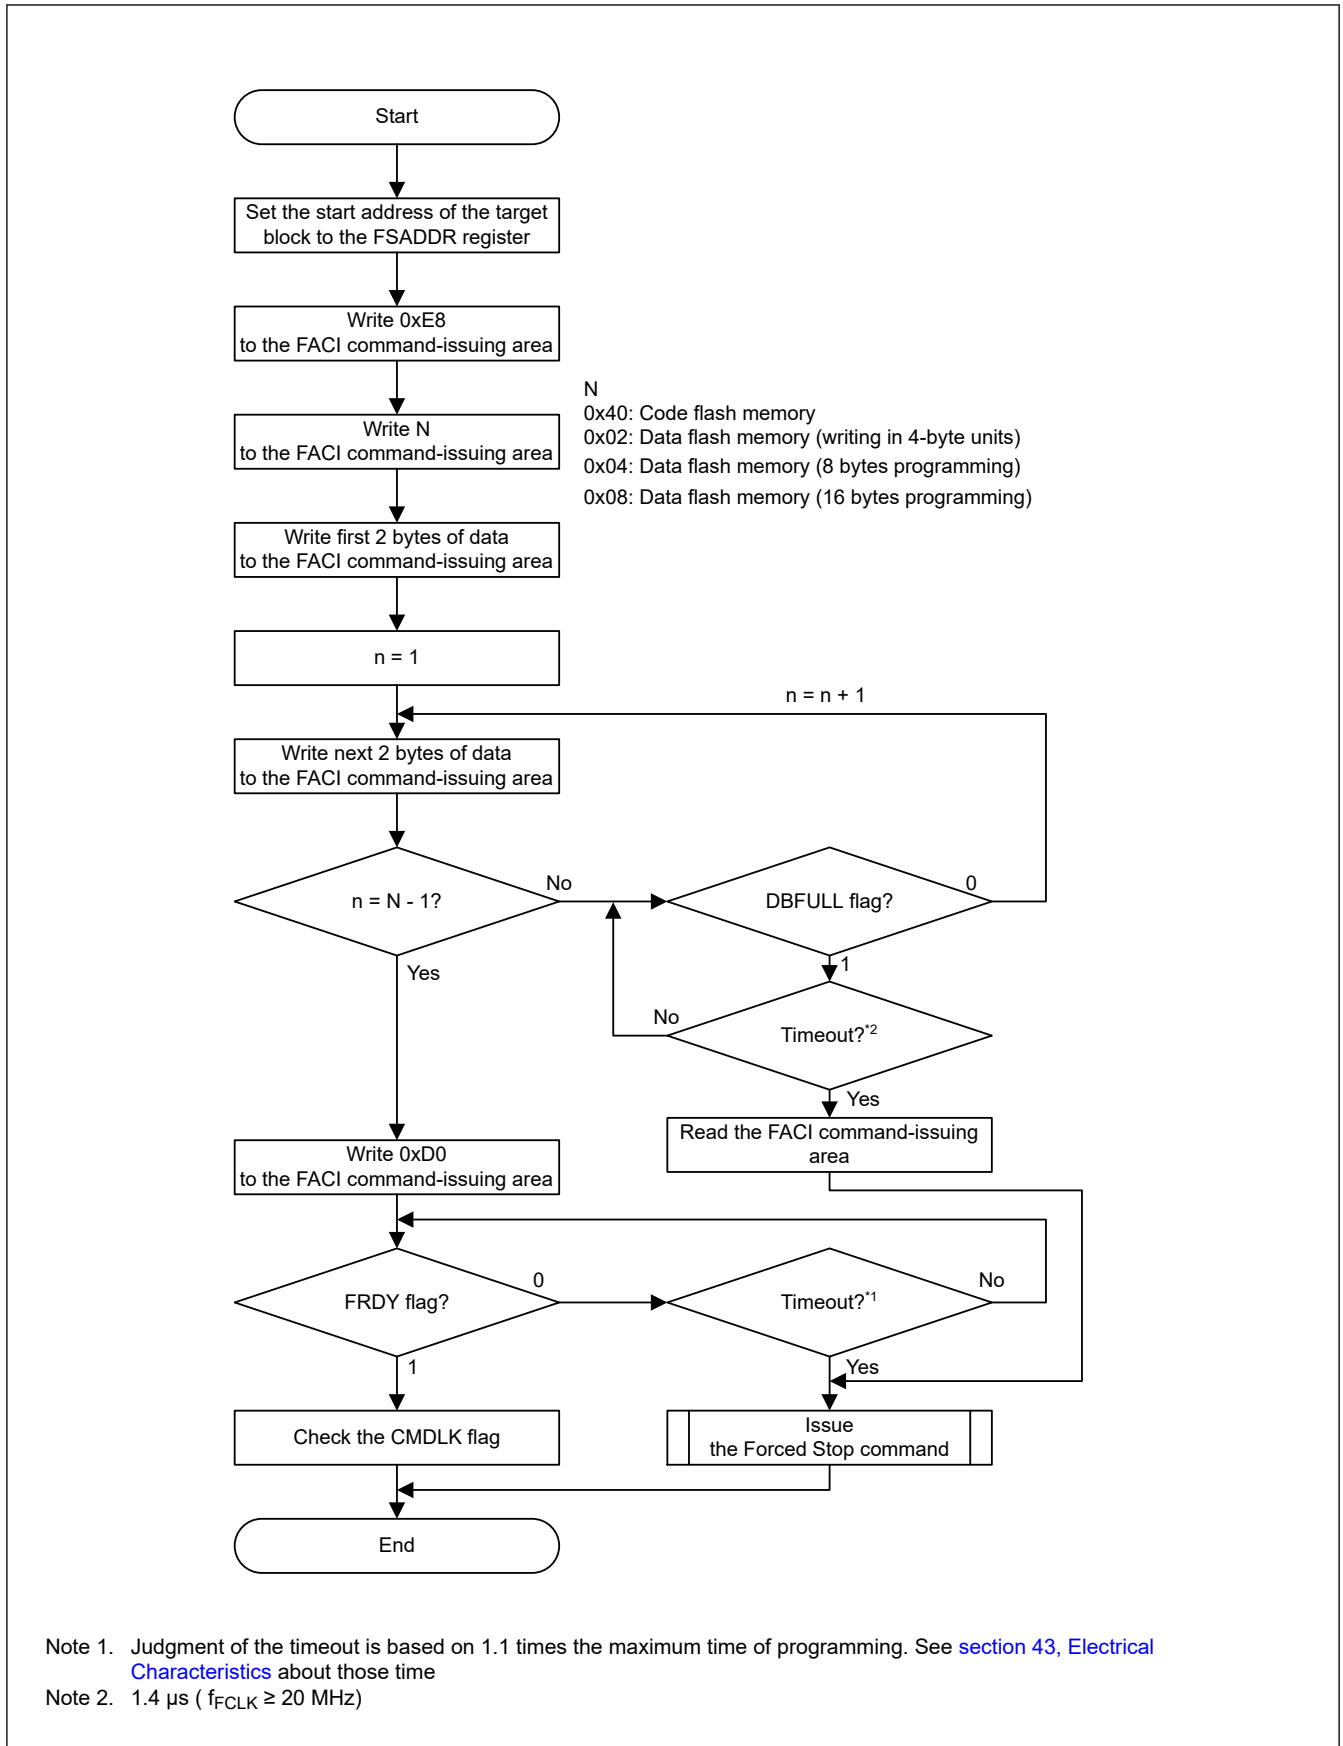 Start
Set the start address of the target
block to the FSADDR register
Write 0xE8
to the FACI command-issuing area
N
0x40: Code flash memory
0x02: Data flash memory (writing in 4-byte units)
0x04: Data flash memory (8 bytes programming)
0x08: Data flash memory (16 bytes programming)
Write N
to the FACI command-issuing area
Write first 2 bytes of data
to the FACI command-issuing area
n = 1
n = n + 1
Write next 2 bytes of data
to the FACI command-issuing area
n = N - 1?
No
DBFULL flag?
0
Yes
1
No
Timeout?*2
Yes
Read the FACI command-issuing
area
Write 0xD0
to the FACI command-issuing area
FRDY flag?
0
Timeout?*1
No
1
Yes
Check the CMDLK flag
Issue
the Forced Stop command
End
Note 1. Judgment of the timeout is based on 1.1 times the maximum time of programming. See section 43, Electrical
Characteristics about those time
Note 2. 1.4 µs ( fFCLK ≥ 20 MHz)